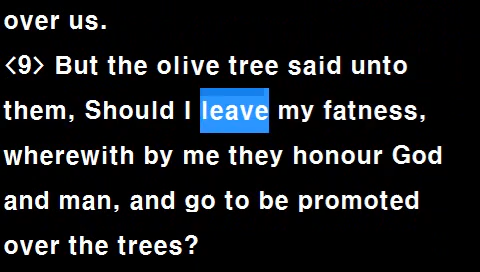 over us.
<9> But the olive tree said unto
them, Should I leave my fatness,
wherewith by me they honour God
and man, and go to be promoted
over the trees?